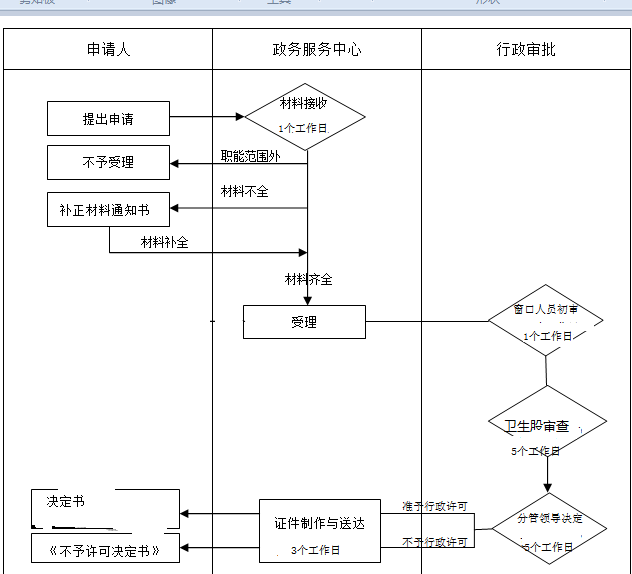 申请人
政务服务中心
行政审批
提出申请
材料接收
1个工作日
不予受理
职能范围外
材料不全
补正材料通知书
材料补全
材料齐全
受理
窗口人员初审
1个工作日
卫生股审查
5个工作日
决定书
准予行政许可
证件制作与送达
3个工作日
分管领导决定
5个工作日
不予行政许可
《不予许可决定书》